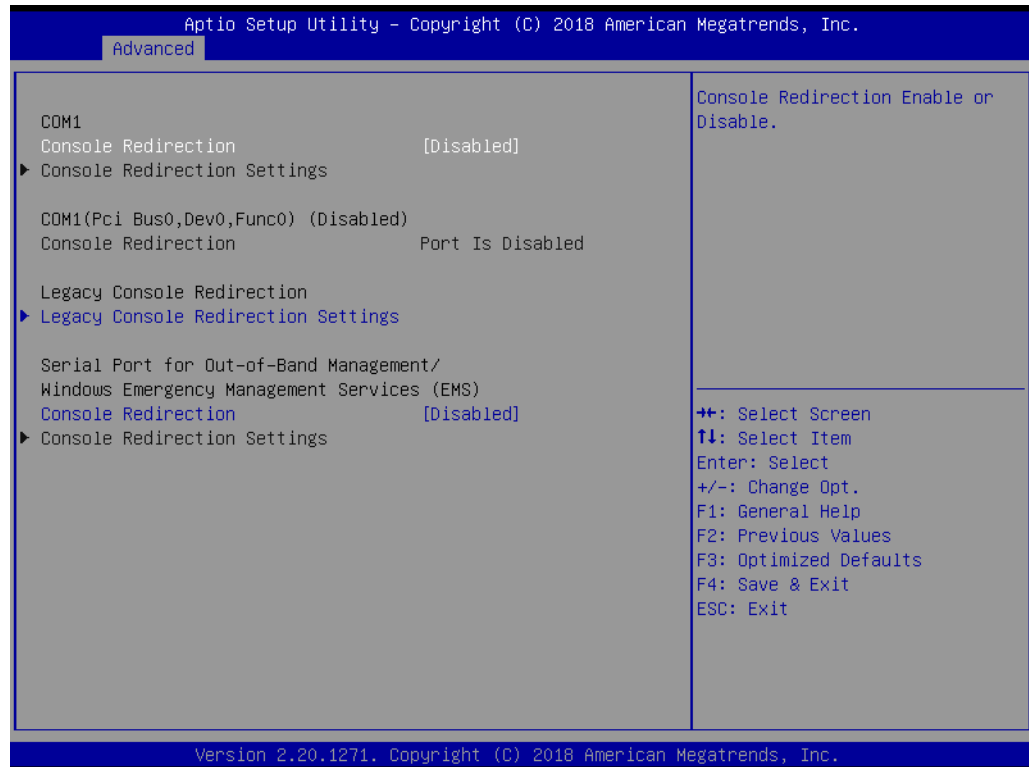 Aptio Setup Utility – Copyright (C) 2018 American Megatrends, Inc.
Advanced
COM1
Console Redirection [Disabled]
▶ Console Redirection Settings
COM1(Pci Bus0,Dev0,Func0) (Disabled)
Console Redirection Port Is Disabled
Legacy Console Redirection
▶ Legacy Console Redirection Settings
Serial Port for Out-of-Band Management/
Windows Emergency Management Services (EMS)
Console Redirection [Disabled]
▶ Console Redirection Settings
Console Redirection Enable or
Disable.
→←: Select Screen
↑↓: Select Item
Enter: Select
+/-: Change Opt.
F1: General Help
F2: Previous Values
F3: Optimized Defaults
F4: Save & Exit
ESC: Exit
Version 2.20.1271. Copyright (C) 2018 American Megatrends, Inc.